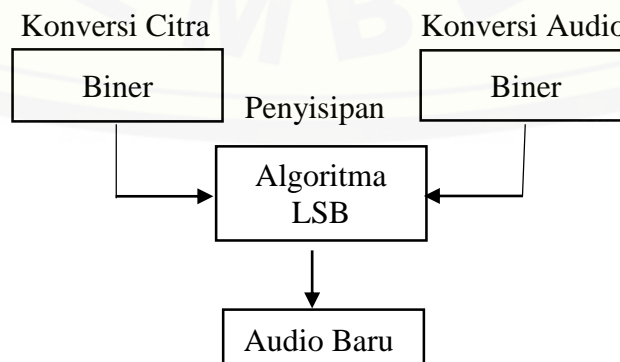 Konversi Citra
Konversi Audio
Biner
Biner
Penyisipan
Algoritma
LSB
Audio Baru